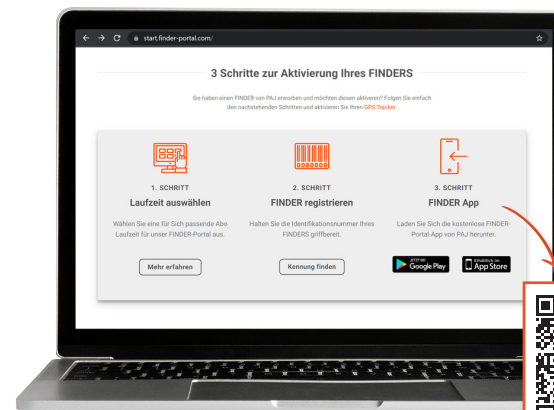 start.finder-portal.com/
3 Schritte zur Aktivierung Ihres FINDERS
Sie haben einen FINDER von PAJ erworben und möchten diesen aktiveren? Folgen Sie einfach
den nachstehenden Schritten und aktivieren Sie Ihren GPS Tracker
1. SCHRITT
Laufzeit auswählen
Wählen Sie eine für Sich passende Abo
Laufzeit für unser FINDER-Portal aus.
Mehr erfahren
2. SCHRITT
FINDER registrieren
Halten Sie die Identifikationsnummer Ihres
FINDERS griffbereit.
Kennung finden
3. SCHRITT
FINDER App
Laden Sie Sich die kostenlose FINDER-
Portal-App von PAJ herunter.
JETZT BEI
Google Play
Erhältlich im
App Store